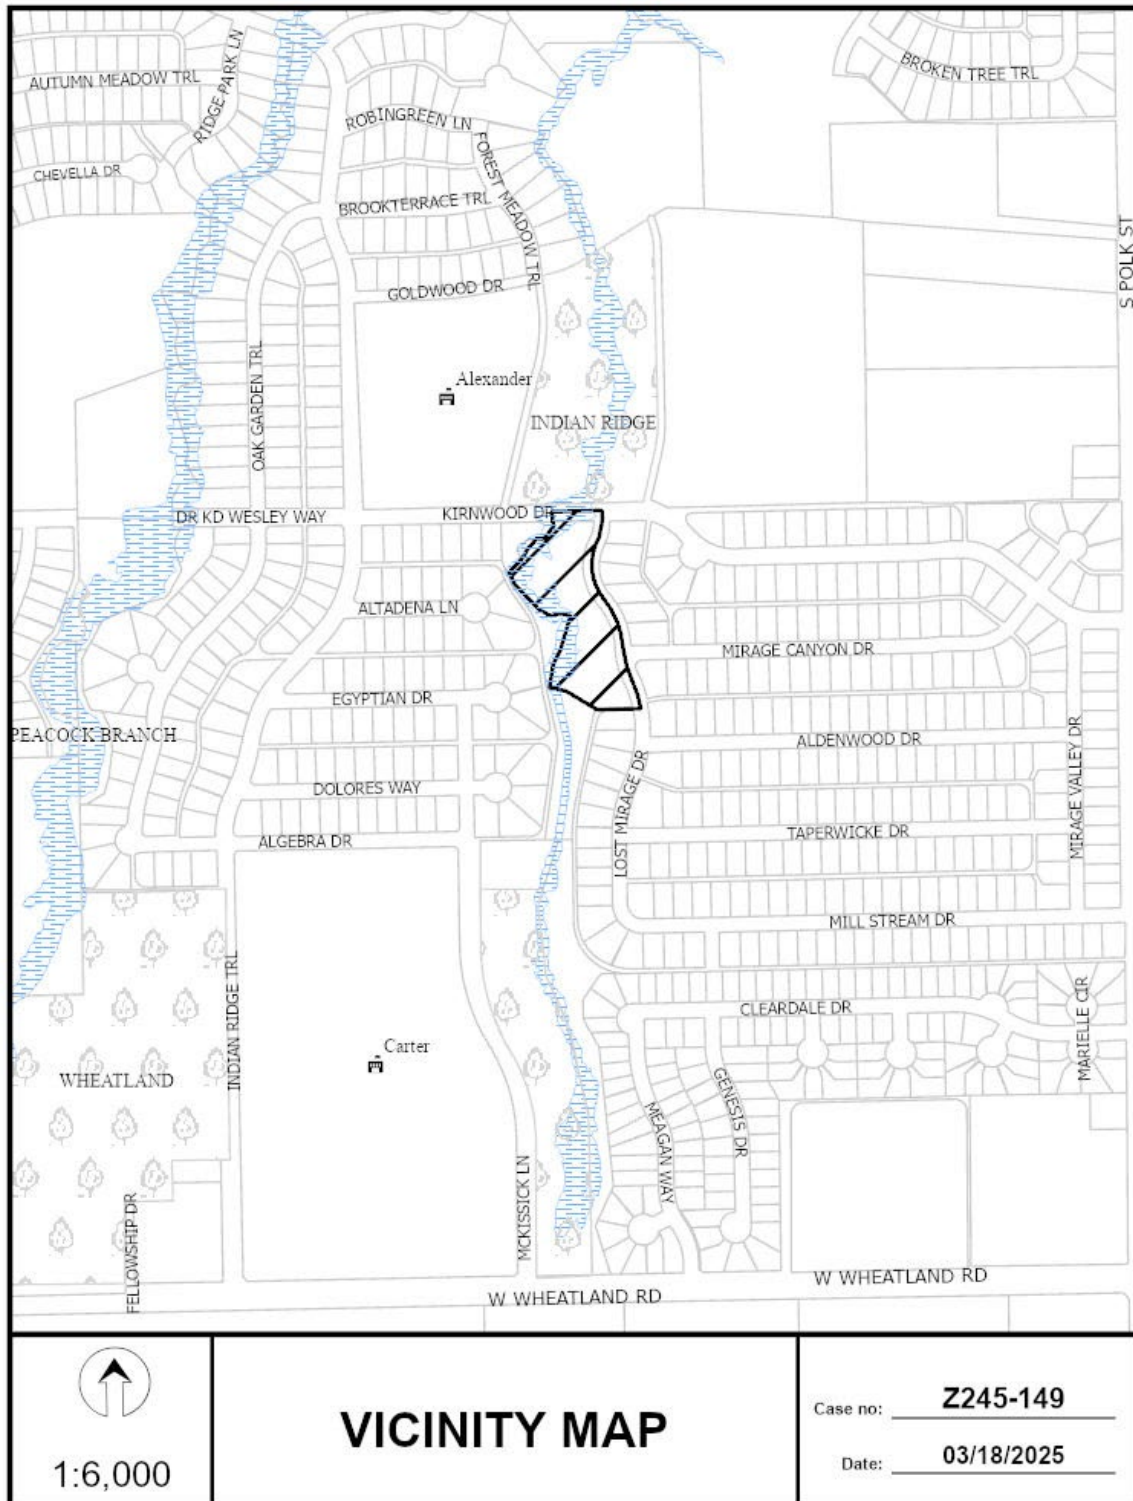 RIDGE PARK LN
BROKEN TREE TRL
AUTUMN MEADOW TRL
ROBINGREEN LN
CHEVELLA DR
FOREST MEADOW TRL
BROOKTERRACE TRL
S POLK ST
GOLDWOOD DR
Alexander
OAK GARDEN TRL
INDIAN RIDGE
DR KD WESLEY WAY
KIRNWOOD DR
ALTADENA LN
MIRAGE CANYON DR
EGYPTIAN DR
PEACOCK BRANCH
ALDENWOOD DR
MIRAGE VALLEY DR
DOLORES WAY
LOST MIRAGE DR
ALGEBRA DR
TAPERWICKE DR
MILL STREAM DR
INDIAN RIDGE TRL
CLEARDALE DR
MARIELLE CIR
Carter
WHEATLAND
GENESIS DR
MEAGAN WAY
MCKISSICK LN
FELLOWSHIP DR
W WHEATLAND RD
W WHEATLAND RD
1:6,000
VICINITY MAP
Case no: Z245-149
Date: 03/18/2025